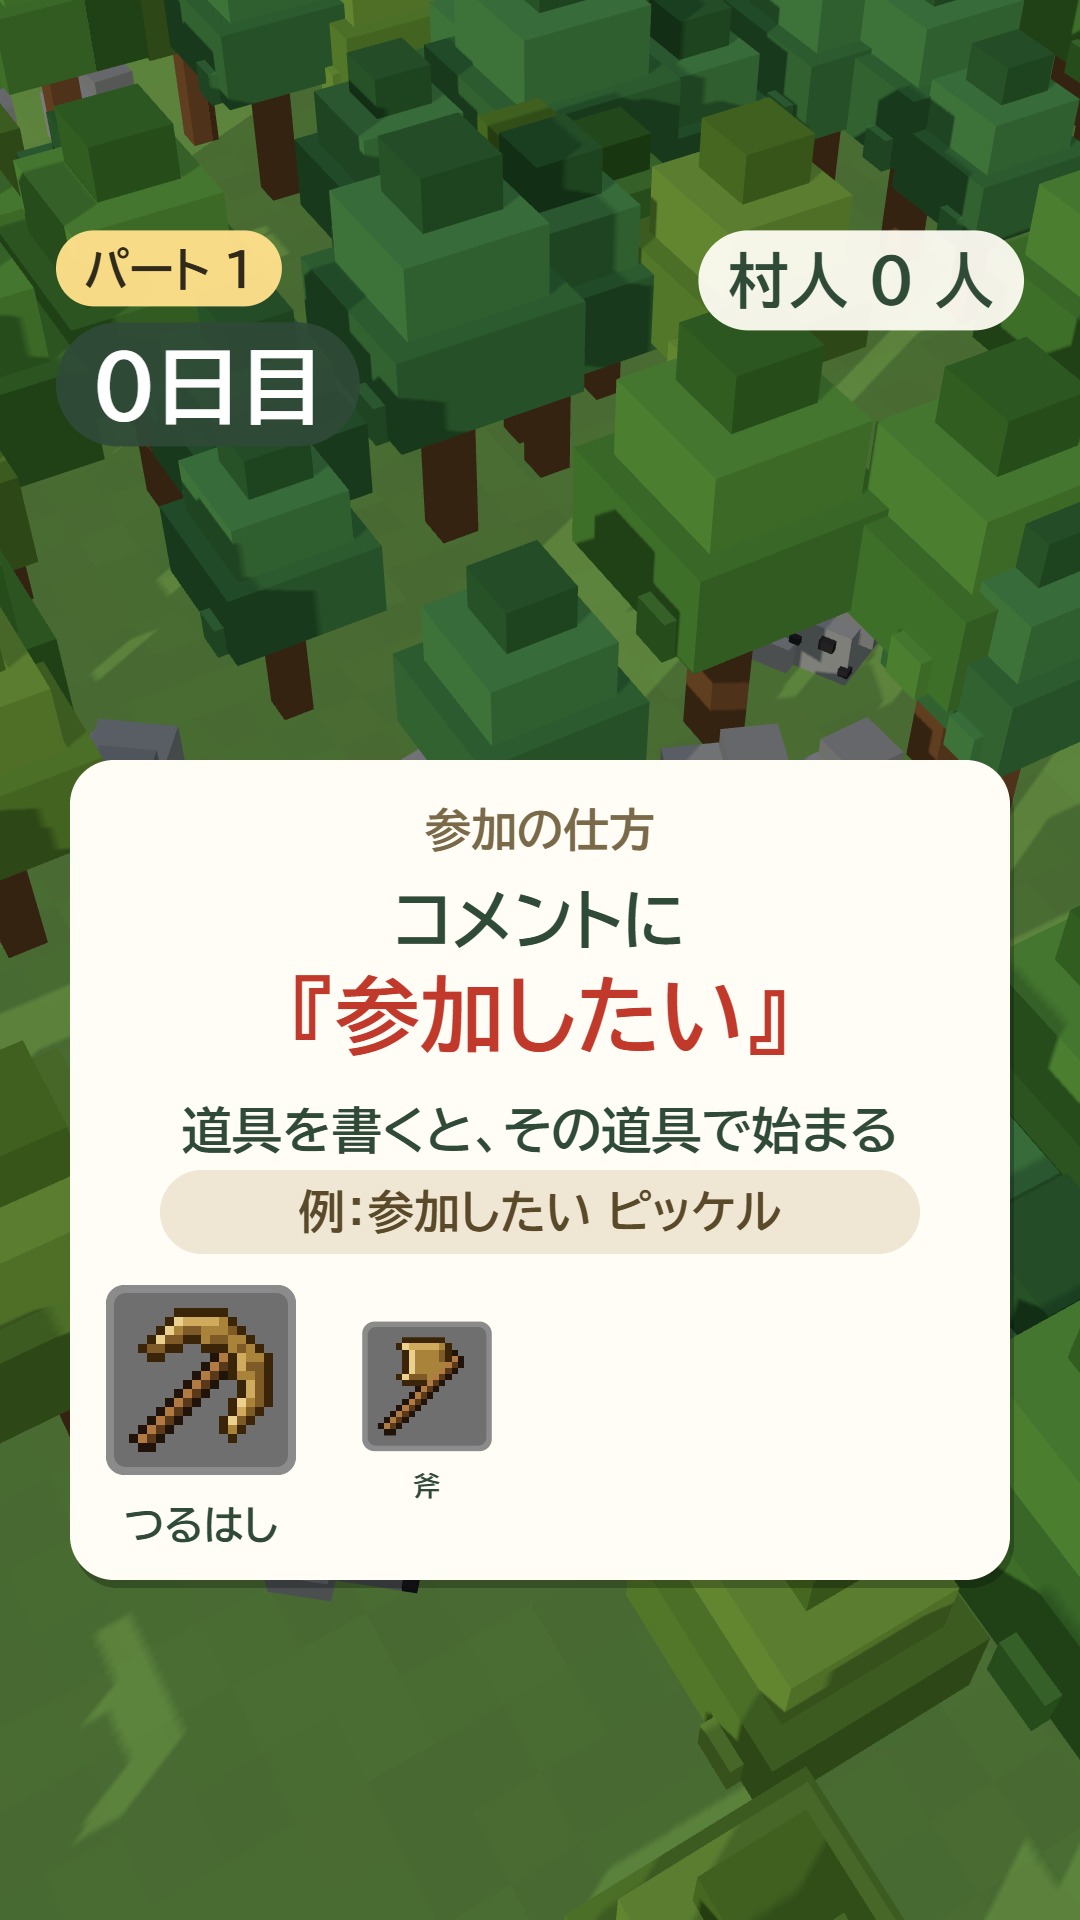 パート 1
村人 0 人
0日目
参加の仕方
コメントに
『参加したい』
道具を書くと、その道具で始まる
例：参加したい ピッケル
つるはし
斧